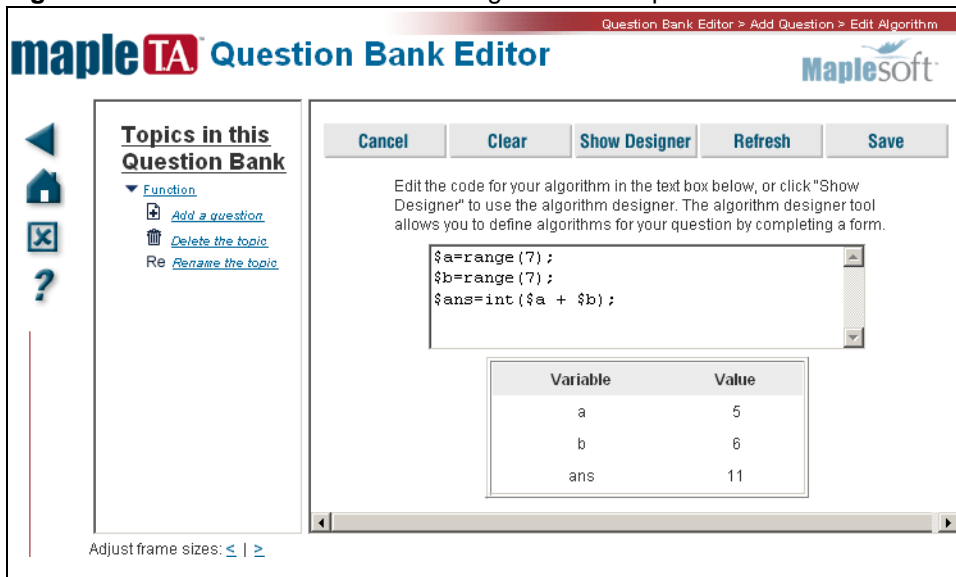 Question Bank Editor > Add Question > Edit Algorithm
maple TA™ Question Bank Editor
Maplesoft™
Topics in this
Question Bank
Function
Add a question
Delete the topic
Re Rename the topic
Cancel Clear Show Designer Refresh Save
Edit the code for your algorithm in the text box below, or click "Show
Designer" to use the algorithm designer. The algorithm designer tool
allows you to define algorithms for your question by completing a form.
$a=range(7);
$b=range(7);
$ans=int($a + $b);
Variable Value
a 5
b 6
ans 11
Adjust frame sizes: < | >